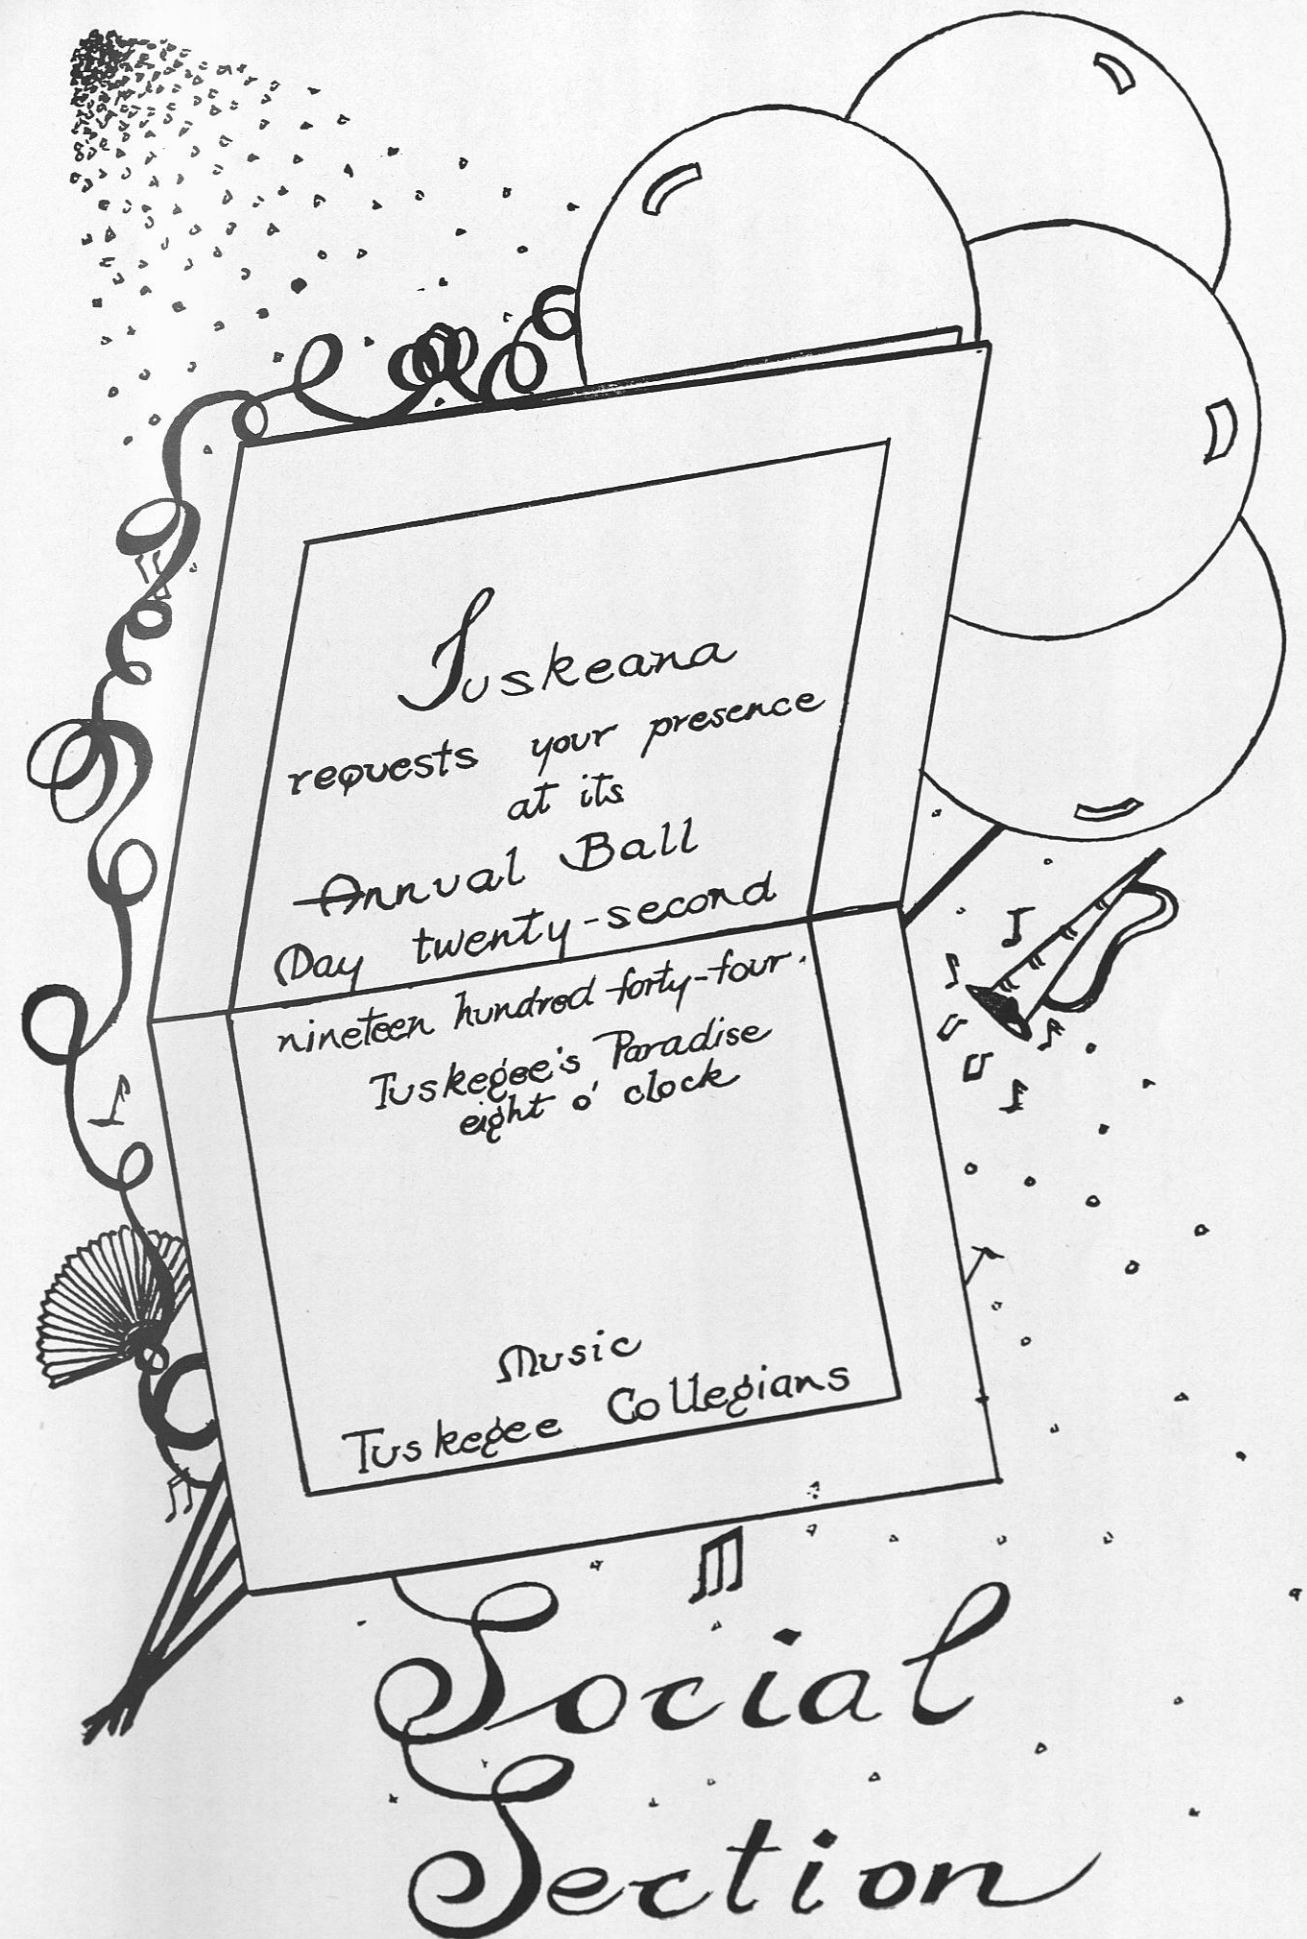 Tuskeana
requests your presence
at its
Annual Ball
Day twenty-second
nineteen hundred forty-four.
Tuskegee's Paradise
eight o' clock
Music
Tuskegee Collegians
Social
Section